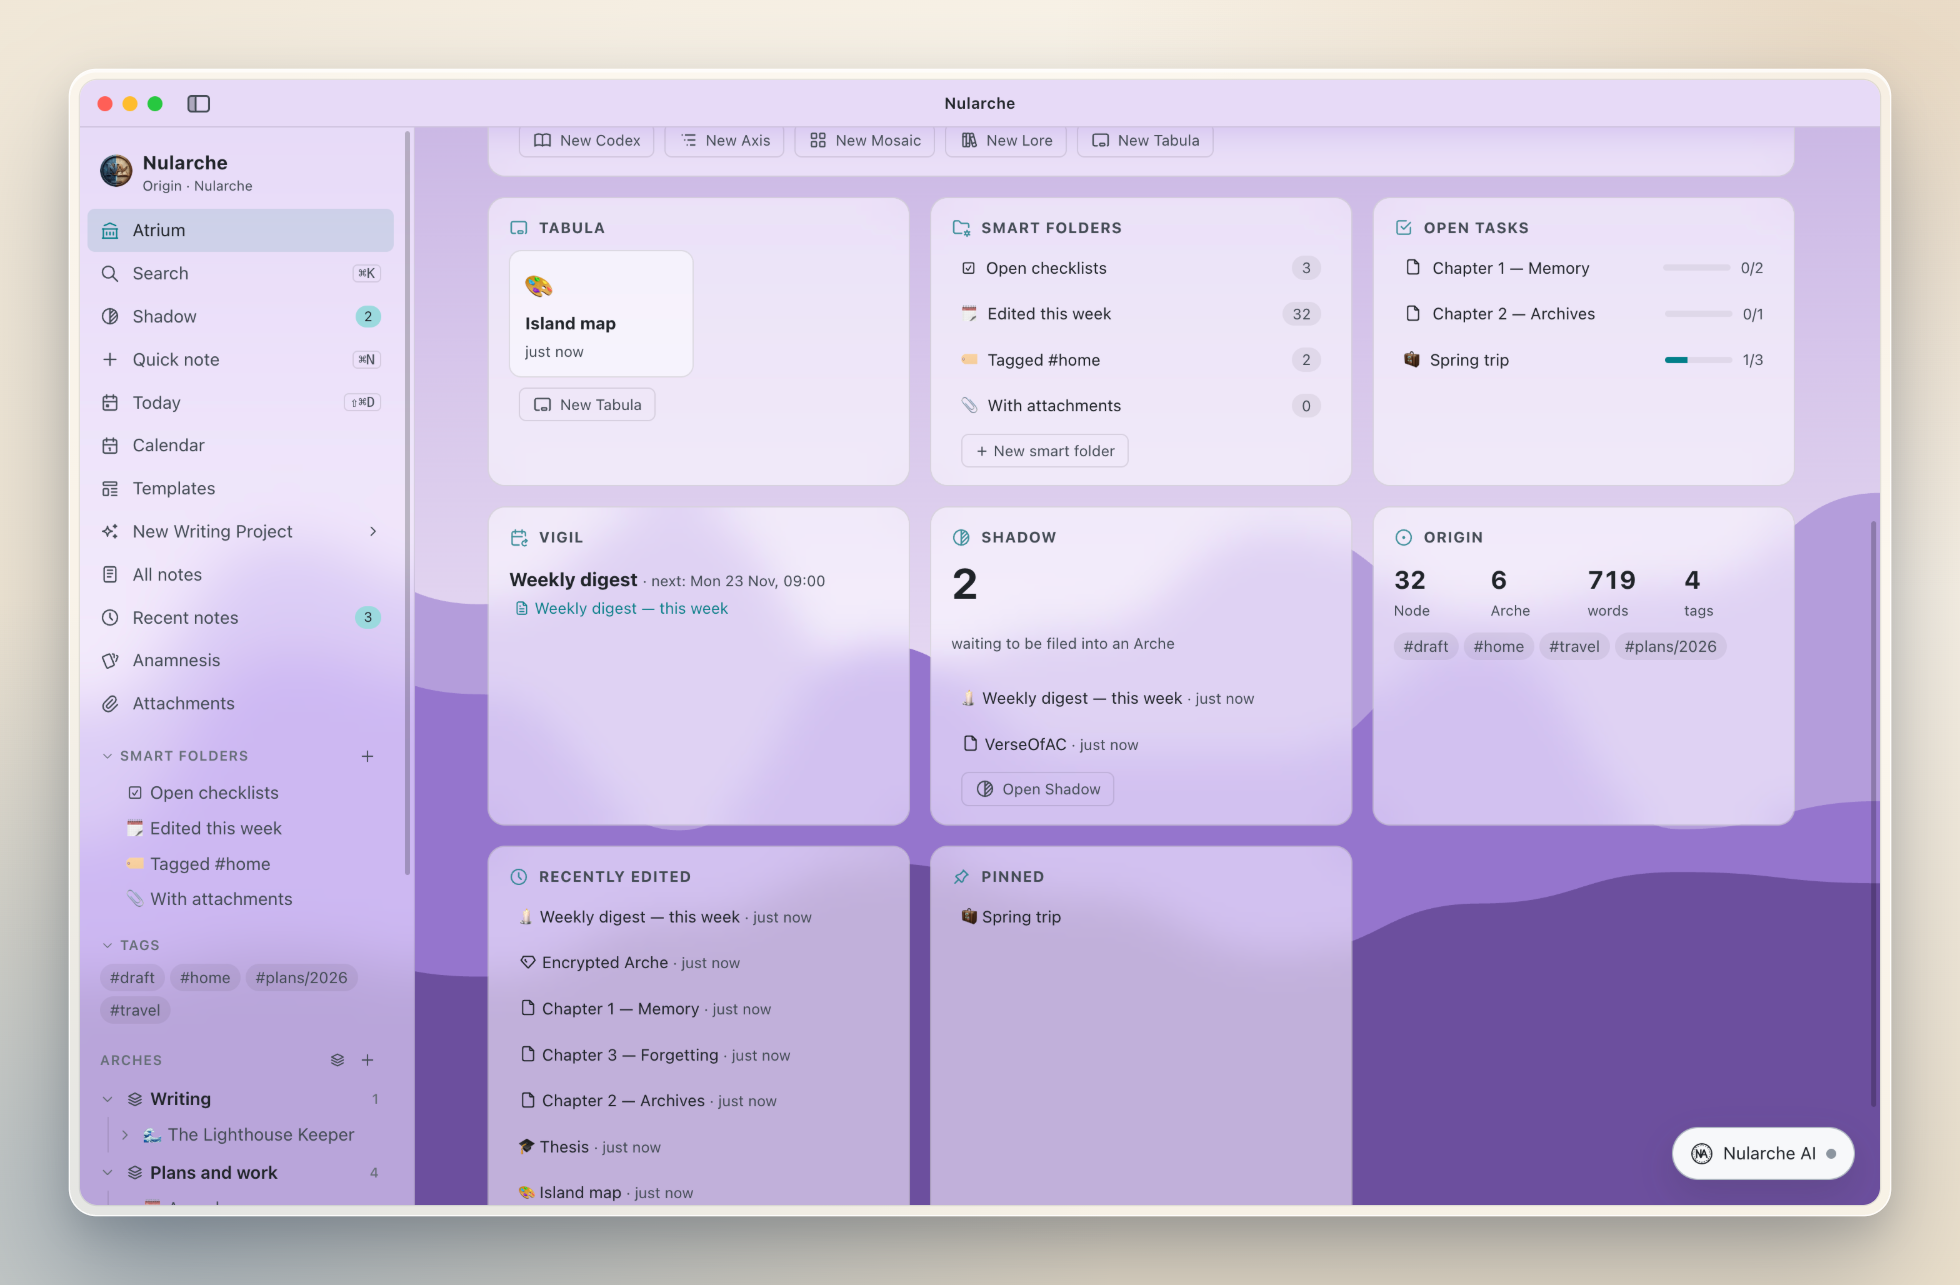 Nularche
Nularche
Origin · Nularche
Atrium
Search ⌘K
Shadow 2
Quick note ⌘N
Today ⇧⌘D
Calendar
Templates
New Writing Project
All notes
Recent notes 3
Anamnesis
Attachments
SMART FOLDERS
Open checklists
Edited this week
Tagged #home
With attachments
TAGS
#draft #home #plans/2026
#travel
ARCHES
Writing 1
The Lighthouse Keeper
Plans and work 4
New Codex New Axis New Mosaic New Lore New Tabula
TABULA
Island map
just now
New Tabula
SMART FOLDERS
Open checklists 3
Edited this week 32
Tagged #home 2
With attachments 0
+ New smart folder
OPEN TASKS
Chapter 1 — Memory 0/2
Chapter 2 — Archives 0/1
Spring trip 1/3
VIGIL
Weekly digest · next: Mon 23 Nov, 09:00
Weekly digest — this week
SHADOW
2
waiting to be filed into an Arche
Weekly digest — this week · just now
VerseOfAC · just now
Open Shadow
ORIGIN
32 6 719 4
Node Arche words tags
#draft #home #travel #plans/2026
RECENTLY EDITED
Weekly digest — this week · just now
Encrypted Arche · just now
Chapter 1 — Memory · just now
Chapter 3 — Forgetting · just now
Chapter 2 — Archives · just now
Thesis · just now
Island map · just now
PINNED
Spring trip
NA Nularche AI